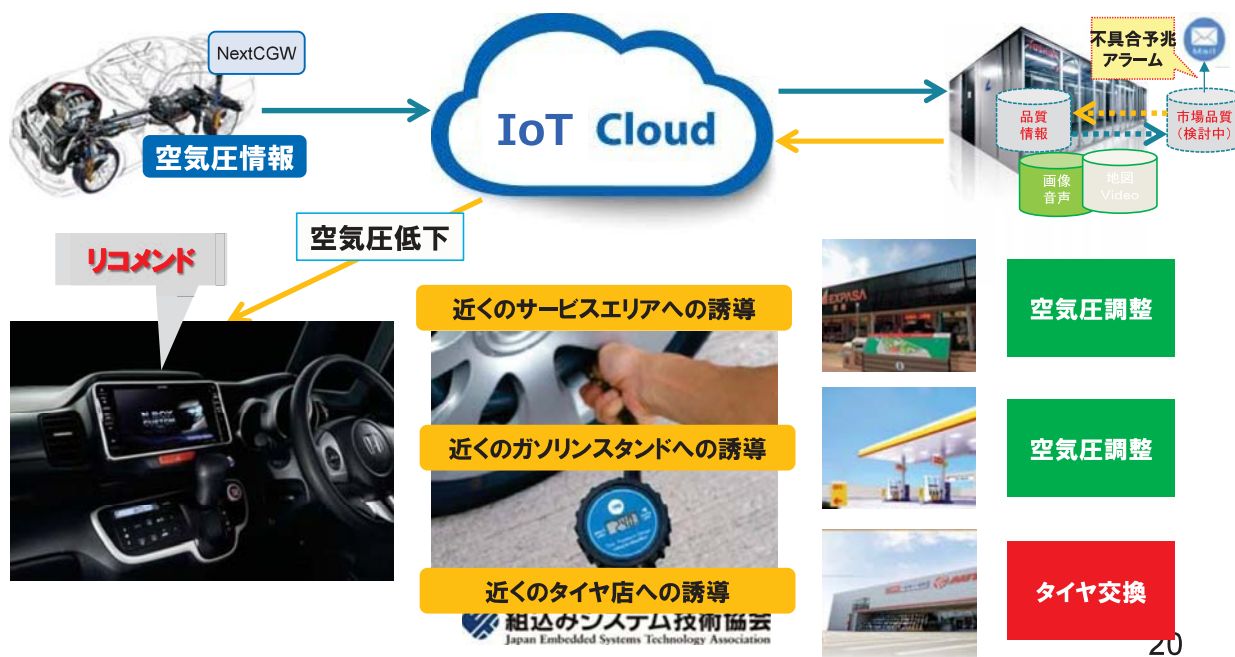 NextCGW
空気圧情報
IoT Cloud
不具合予兆
アラーム
Mail
品質
情報
市場品質
(検討中)
画像
音声
地図
Video
空気圧低下
リコメンド
N BOX
CUSTOM
近くのサービスエリアへの誘導
EXPASA
空気圧調整
近くのガソリンスタンドへの誘導
空気圧調整
近くのタイヤ店への誘導
タイヤ交換
組込みシステム技術協会
Japan Embedded Systems Technology Association
20